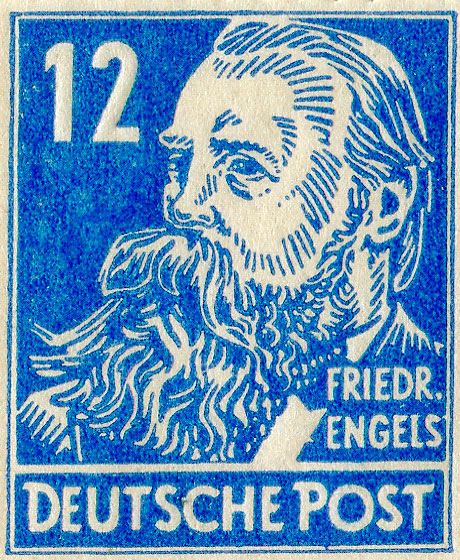 12
FRIEDR.
ENGELS
DEUTSCHE POST